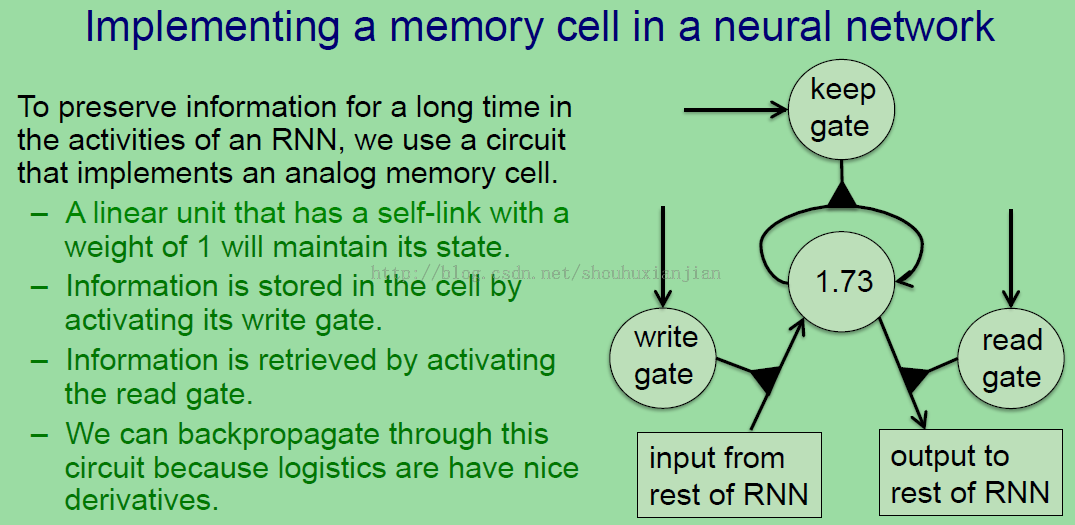 Implementing a memory cell in a neural network
To preserve information for a long time in
the activities of an RNN, we use a circuit
that implements an analog memory cell.
– A linear unit that has a self-link with a
weight of 1 will maintain its state.
– Information is stored in the cell by
activating its write gate.
– Information is retrieved by activating
the read gate.
– We can backpropagate through this
circuit because logistics are have nice
derivatives.
http://blog.csdn.net/shouhuxianjian
keep
gate
1.73
write
gate
read
gate
input from
rest of RNN
output to
rest of RNN